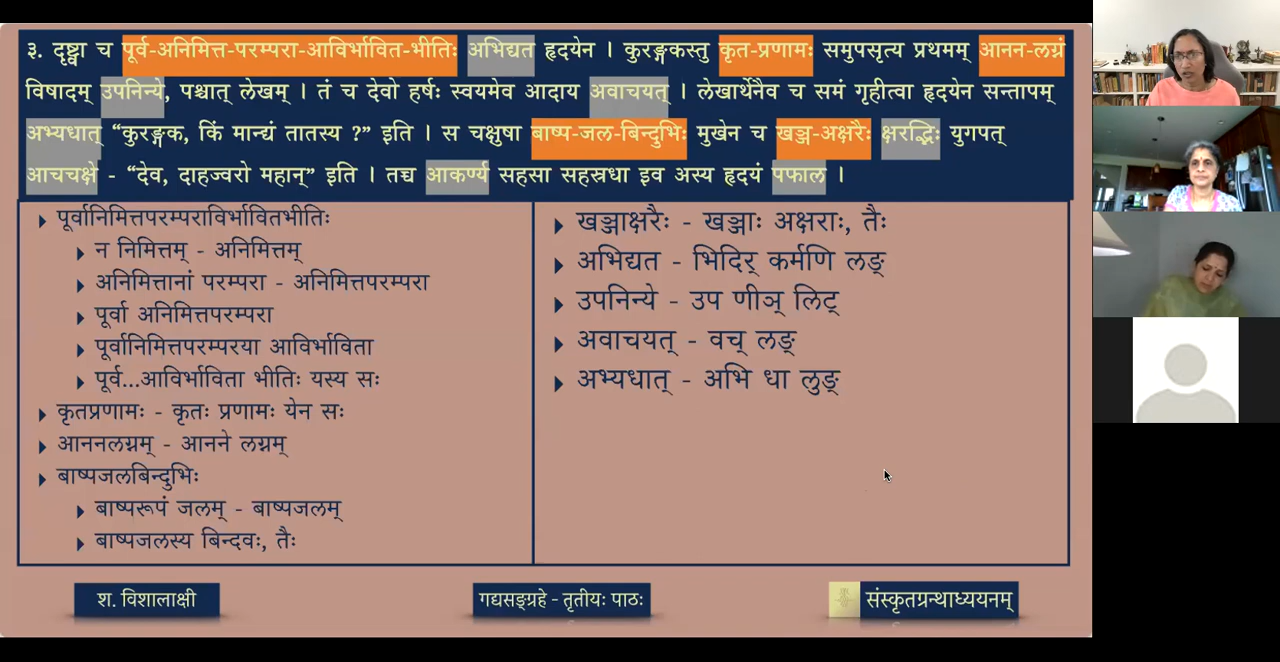 ३. दृष्ट्वा च पूर्व-अनिमित्त-परम्परा-आविर्भावित-भीतिः अभिद्यत हृदयेन । कुरङ्गकस्तु कृत-प्रणामः समुपसृत्य प्रथमम् आनन-लग्नं
विषादम् उपनिन्ये, पश्चात् लेखम् । तं च देवो हर्षः स्वयमेव आदाय अवाचयत् । लेखार्थेनैव च समं गृहीत्वा हृदयेन सन्तापम्
अभ्यधात् “कुरङ्गक, किं मान्द्यं तातस्य ?” इति । स चक्षुषा बाष्प-जल-बिन्दुभिः मुखेन च खञ्ज-अक्षरैः क्षरद्भिः युगपत्
आचचक्षे - “देव, दाहज्वरो महान्” इति । तच्च आकर्ण्य सहसा सहस्रधा इव अस्य हृदयं पफाल ।
पूर्वानिमित्तपरम्पराविर्भावितभीतिः
न निमित्तम् - अनिमित्तम्
अनिमित्तानां परम्परा - अनिमित्तपरम्परा
पूर्वा अनिमित्तपरम्परा
पूर्वानिमित्तपरम्परया आविर्भाविता
पूर्व...आविर्भाविता भीतिः यस्य सः
कृतप्रणामः - कृतः प्रणामः येन सः
आननलग्नम् - आनने लग्नम्
बाष्पजलबिन्दुभिः
बाष्परूपं जलम् - बाष्पजलम्
बाष्पजलस्य बिन्दवः, तैः
खञ्जाक्षरैः - खञ्जाः अक्षराः, तैः
अभिद्यत - भिदिर् कर्मणि लङ्
उपनिन्ये - उप णीञ् लिट्
अवाचयत् - वच् लङ्
अभ्यधात् - अभि धा लुङ्
श. विशालाक्षी
गद्यसङ्ग्रहे - तृतीयः पाठः
संस्कृतग्रन्थाध्ययनम्